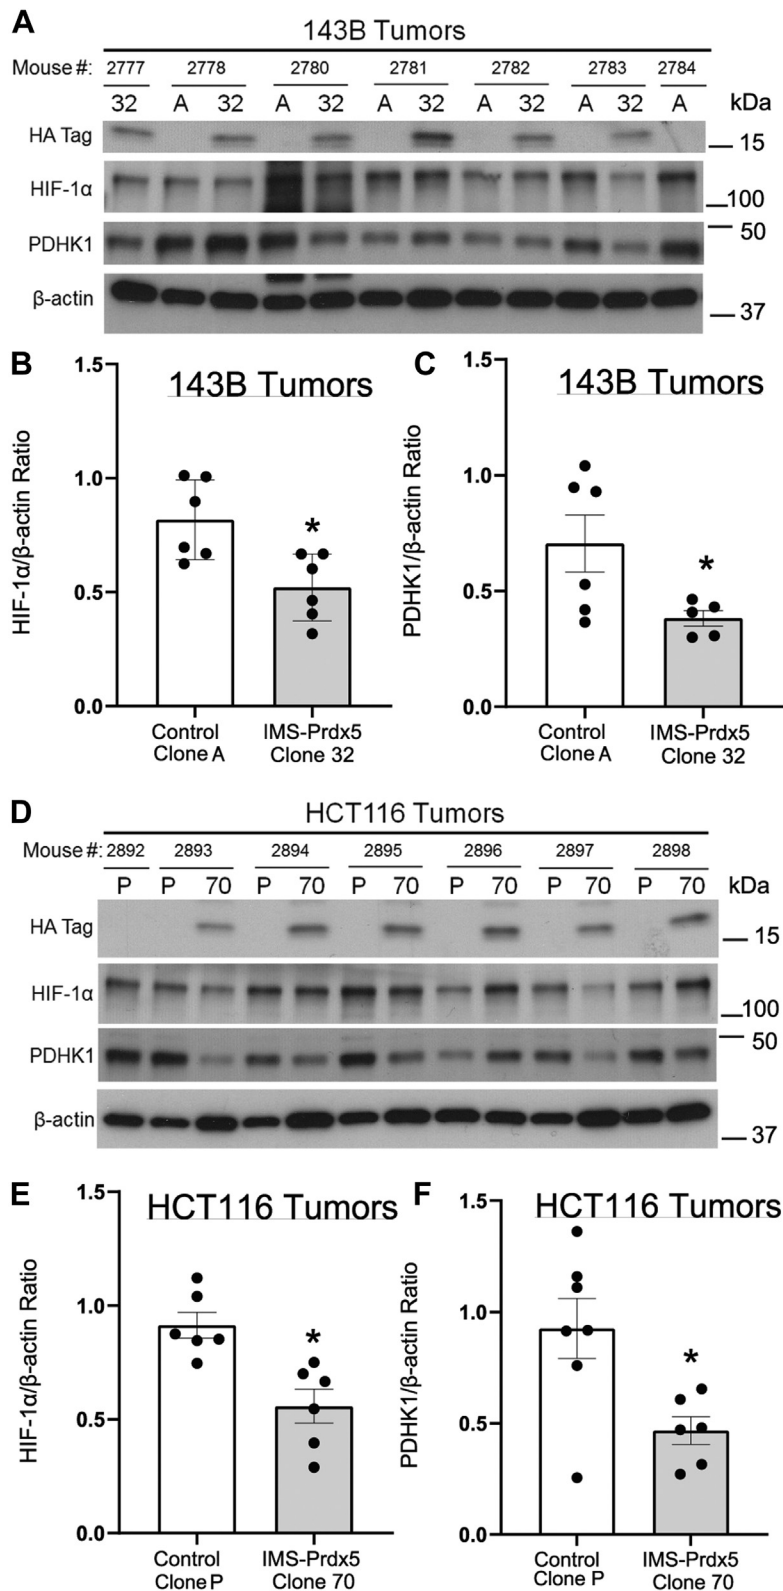 A
143B Tumors
Mouse #: 2777 2778 2780 2781 2782 2783 2784
32 A 32 A 32 A 32 A 32 A 32 A kDa
HA Tag 15
HIF-1α 100
PDHK1 50
β-actin 37
B
143B Tumors
HIF-1α/β-actin Ratio
1.5
1.0
0.5
0.0
*
Control Clone A
IMS-Prdx5 Clone 32
C
143B Tumors
PDHK1/β-actin Ratio
1.5
1.0
0.5
0.0
*
Control Clone A
IMS-Prdx5 Clone 32
D
HCT116 Tumors
Mouse #: 2892 2893 2894 2895 2896 2897 2898
P P 70 P 70 P 70 P 70 P 70 P 70 kDa
HA Tag 15
HIF-1α 100
PDHK1 50
β-actin 37
E
HCT116 Tumors
HIF-1α/β-actin Ratio
1.5
1.0
0.5
0.0
*
Control Clone P
IMS-Prdx5 Clone 70
F
HCT116 Tumors
PDHK1/β-actin Ratio
1.5
1.0
0.5
0.0
*
Control Clone P
IMS-Prdx5 Clone 70